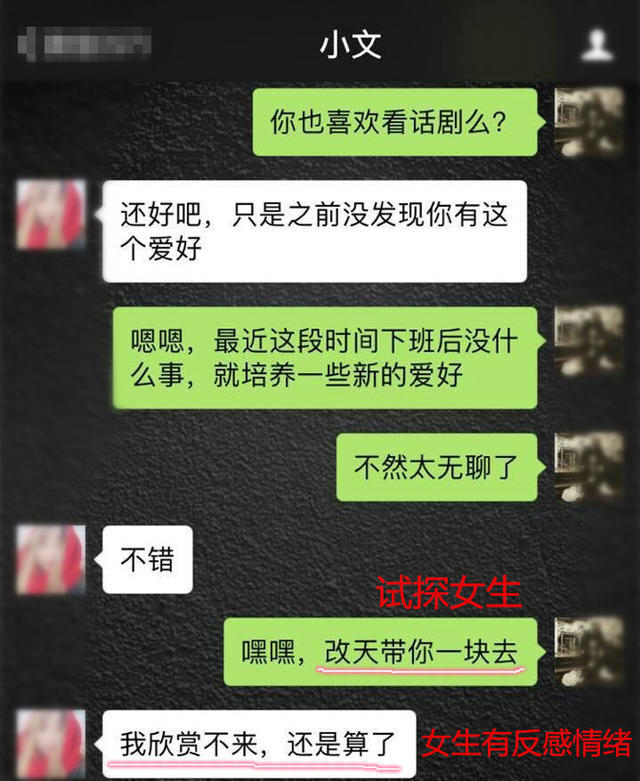 小文
你也喜欢看话剧么？
还好吧，只是之前没发现你有这
个爱好
嗯嗯，最近这段时间下班后没什
么事，就培养一些新的爱好
不然太无聊了
不错
试探女生
嘿嘿，改天带你一块去
我欣赏不来，还是算了
女生有反感情绪